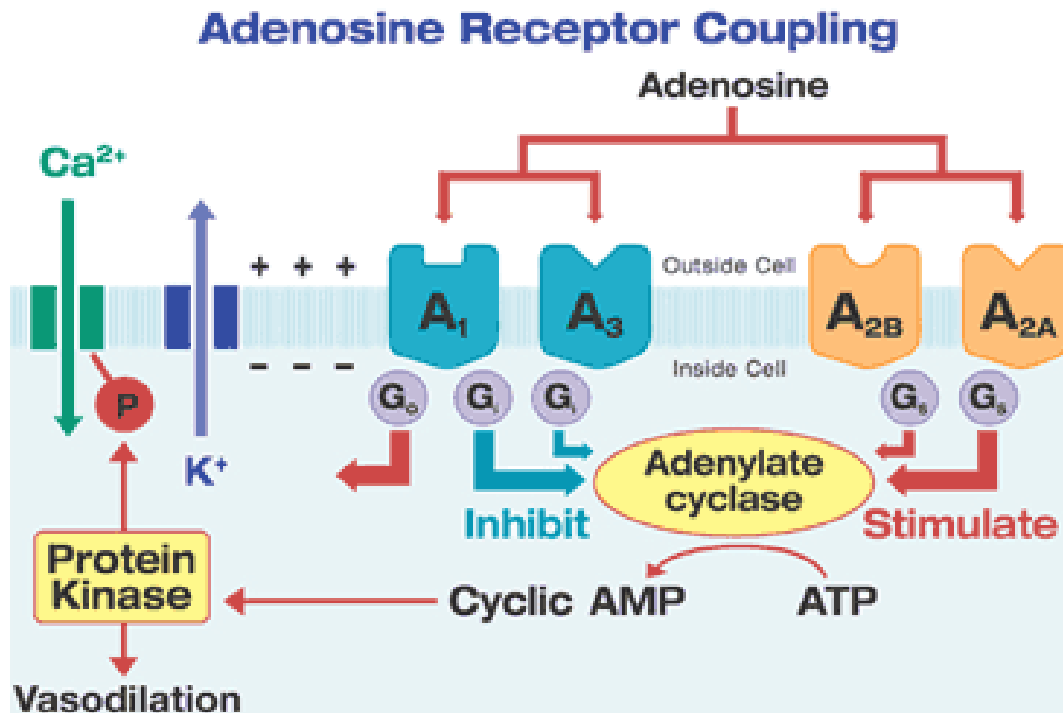 Adenosine Receptor Coupling
Adenosine
Ca²⁺
+ + +
Outside Cell
A₁
A₃
A₂B
A₂A
- - - -
Inside Cell
P
Gₒ
Gᵢ
Gᵢ
Gₛ
Gₛ
K⁺
Adenylate
cyclase
Inhibit
Stimulate
Protein
Kinase
Cyclic AMP
ATP
Vasodilation